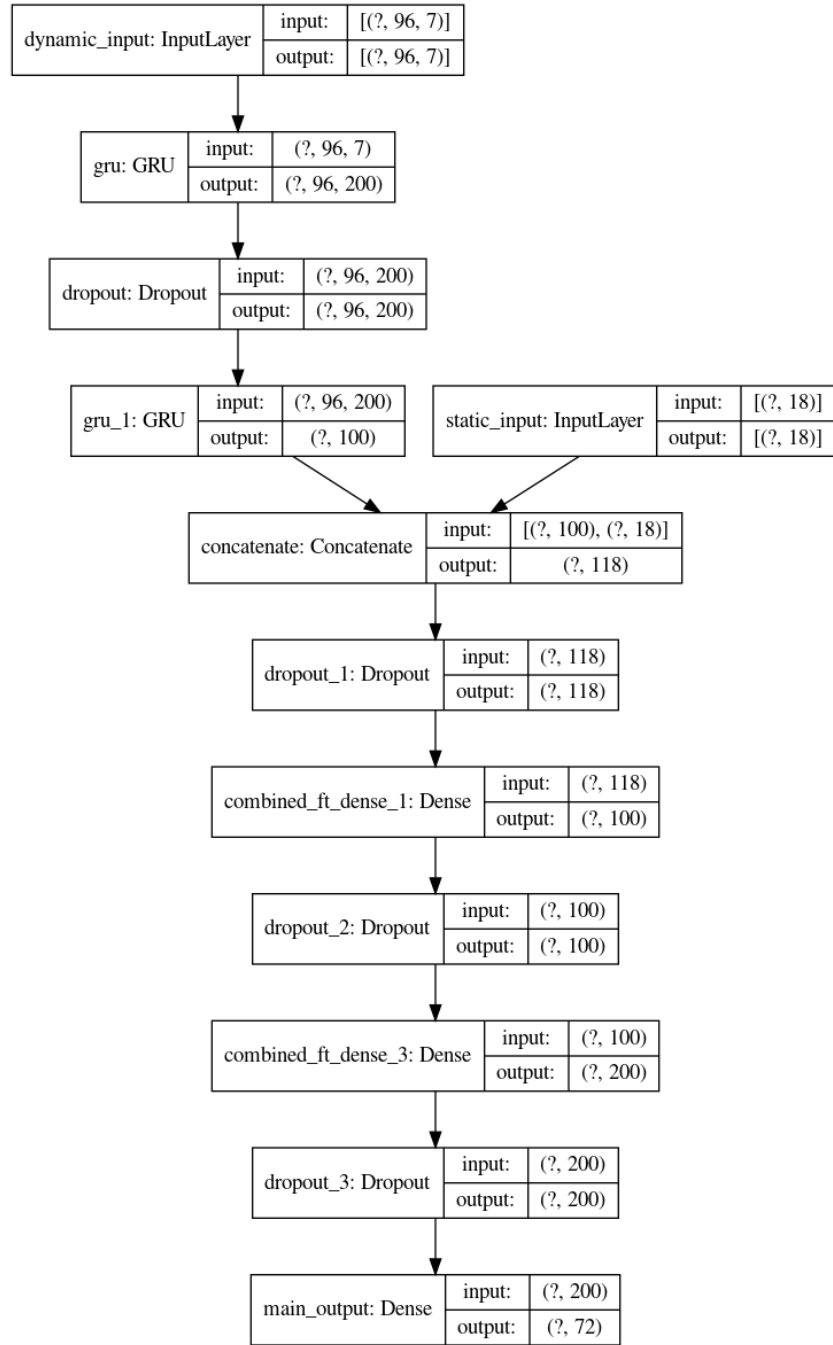 dynamic_input: InputLayer
input: [(?, 96, 7)]
output: [(?, 96, 7)]
gru: GRU
input: (?, 96, 7)
output: (?, 96, 200)
dropout: Dropout
input: (?, 96, 200)
output: (?, 96, 200)
gru_1: GRU
input: (?, 96, 200)
output: (?, 100)
static_input: InputLayer
input: [(?, 18)]
output: [(?, 18)]
concatenate: Concatenate
input: [(?, 100), (?, 18)]
output: (?, 118)
dropout_1: Dropout
input: (?, 118)
output: (?, 118)
combined_ft_dense_1: Dense
input: (?, 118)
output: (?, 100)
dropout_2: Dropout
input: (?, 100)
output: (?, 100)
combined_ft_dense_3: Dense
input: (?, 100)
output: (?, 200)
dropout_3: Dropout
input: (?, 200)
output: (?, 200)
main_output: Dense
input: (?, 200)
output: (?, 72)